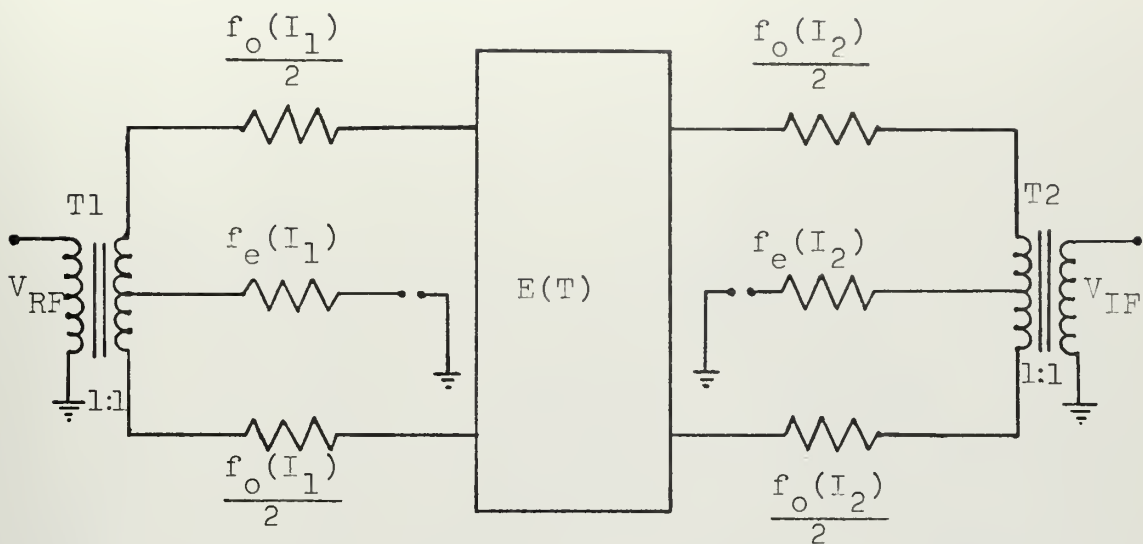 f_o(I_1)
2
f_o(I_2)
2
T1
T2
f_e(I_1)
f_e(I_2)
E(T)
V_RF
V_IF
1:1
1:1
f_o(I_1)
2
f_o(I_2)
2